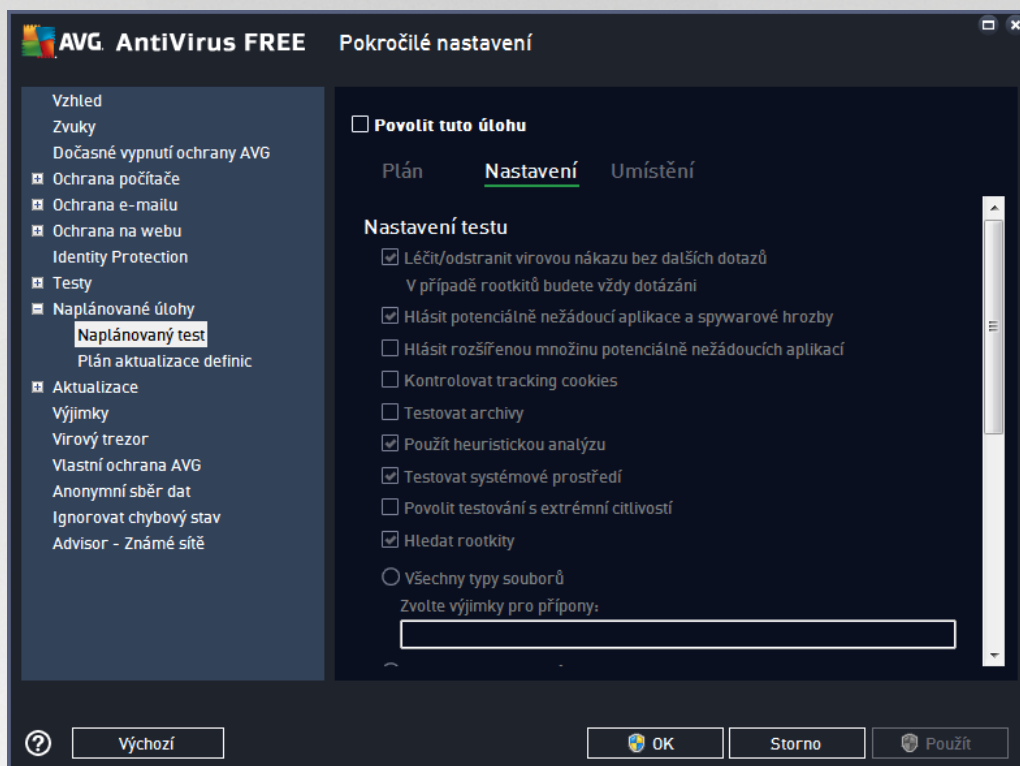 AVG. AntiVirus FREE
Pokročilé nastavení
Vzhled
Zvuky
Dočasné vypnutí ochrany AVG
Ochrana počítače
Ochrana e-mailu
Ochrana na webu
Identity Protection
Testy
Naplánované úlohy
Naplánovaný test
Plán aktualizace definic
Aktualizace
Výjimky
Virový trezor
Vlastní ochrana AVG
Anonymní sběr dat
Ignorovat chybový stav
Advisor - Známé sítě
Povolit tuto úlohu
Plán Nastavení Umístění
Nastavení testu
Léčit/odstranit virovou nákazu bez dalších dotazů
V případě rootkitů budete vždy dotázáni
Hlásit potenciálně nežádoucí aplikace a spywarové hrozby
Hlásit rozšířenou množinu potenciálně nežádoucích aplikací
Kontrolovat tracking cookies
Testovat archivy
Použít heuristickou analýzu
Testovat systémové prostředí
Povolit testování s extrémní citlivostí
Hledat rootkity
Všechny typy souborů
Zvolte výjimky pro přípony:
Výchozí
OK
Storno
Použít